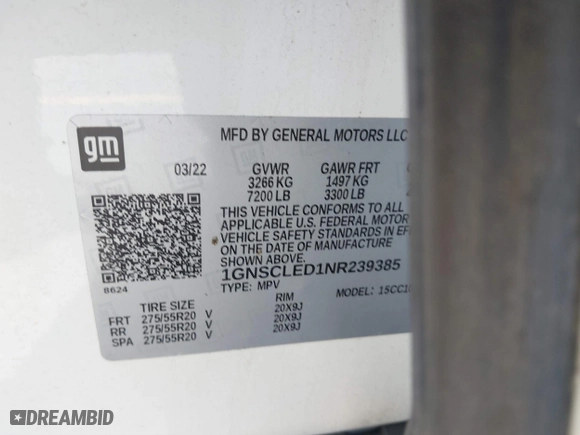 gm
MFD BY GENERAL MOTORS LLC
03/22 GVWR GAWR FRT
3266 KG 1497 KG
7200 LB 3300 LB
THIS VEHICLE CONFORMS TO ALL
APPLICABLE U.S. FEDERAL MOTOR
VEHICLE SAFETY STANDARDS IN EFF
ON THE DATE OF MANUFACTURE
SHOWN ABOVE.
1GNSCLED1NR239385
TYPE: MPV MODEL: 15CC1
8624
TIRE SIZE RIM
FRT 275/55R20 V 20X9J
RR 275/55R20 V 20X9J
SPA 275/55R20 V 20X9J
© DREAMBID